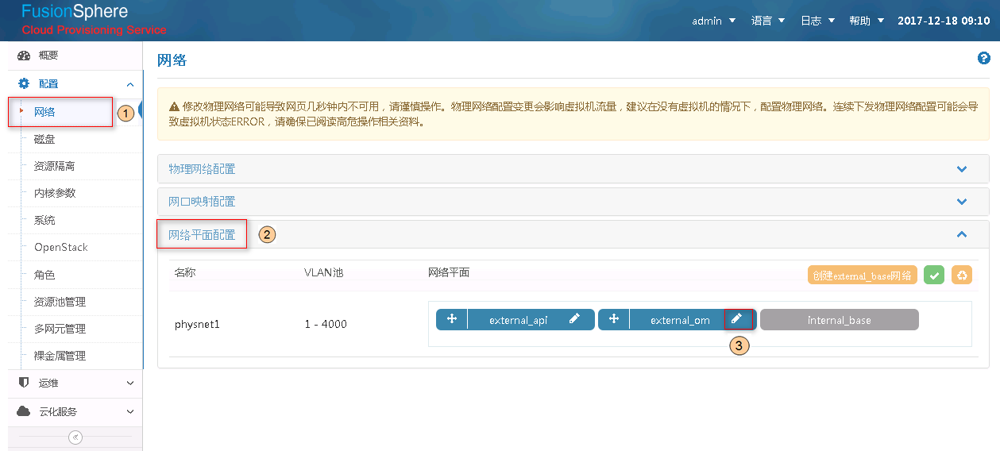 FusionSphere
Cloud Provisioning Service
admin 语言 日志 帮助 2017-12-18 09:10
概要
配置
网络
1
磁盘
资源隔离
内核参数
系统
OpenStack
角色
资源池管理
多网元管理
裸金属管理
运维
云化服务
网络
修改物理网络可能导致网页几秒钟内不可用，请谨慎操作。物理网络配置变更会影响虚拟机流量，建议在没有虚拟机的情况下，配置物理网络。连续下发物理网络配置可能会导
致虚拟机状态ERROR，请确保已阅读高危操作相关资料。
物理网络配置
网口映射配置
网络平面配置 2
名称 VLAN池 网络平面 创建external_base网络
physnet1 1 - 4000 external_api external_om internal_base
3